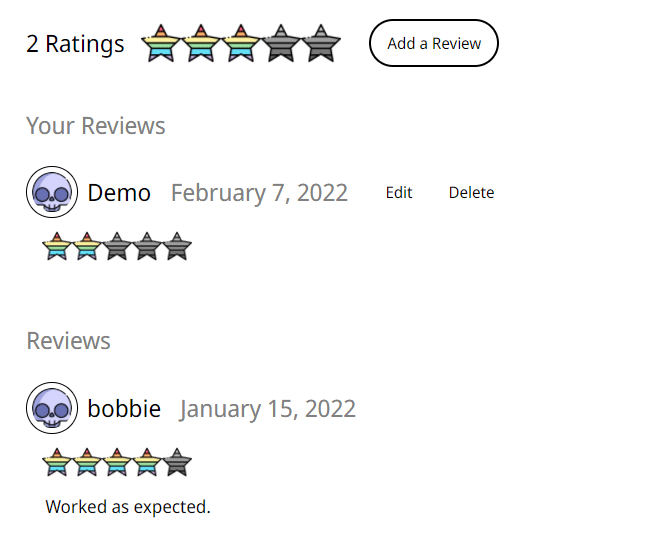 2 Ratings Add a Review
Your Reviews
Demo February 7, 2022 Edit Delete
Reviews
bobbie January 15, 2022
Worked as expected.